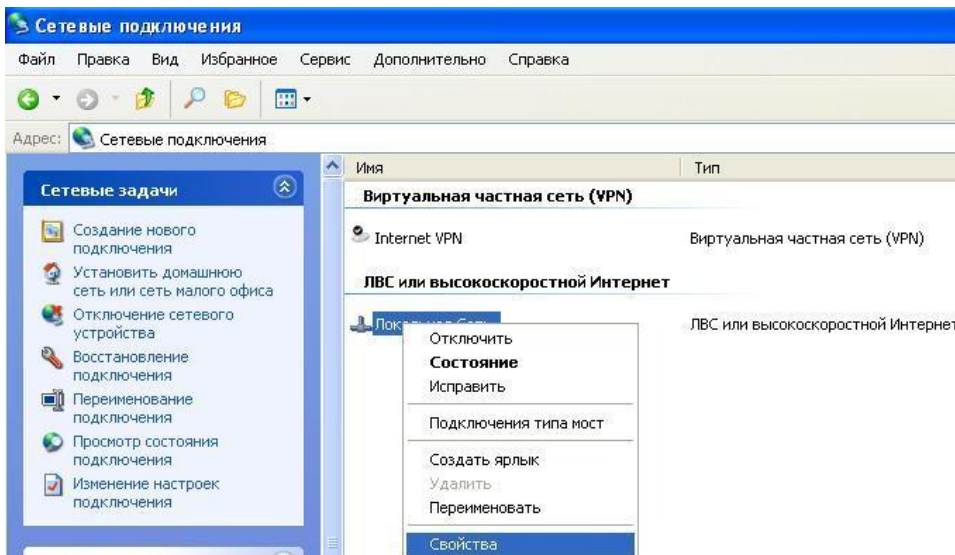 Сетевые подключения
Файл Правка Вид Избранное Сервис Дополнительно Справка
Адрес: Сетевые подключения
Имя Тип
Сетевые задачи
Создание нового
подключения
Установить домашнюю
сеть или сеть малого офиса
Отключение сетевого
устройства
Восстановление
подключения
Переименование
подключения
Просмотр состояния
подключения
Изменение настроек
подключения
Виртуальная частная сеть (VPN)
Internet VPN Виртуальная частная сеть (VPN)
ЛВС или высокоскоростной Интернет
ЛВС или высокоскоростной Интернет
Отключить
Состояние
Исправить
Подключения типа мост
Создать ярлык
Удалить
Переименовать
Свойства